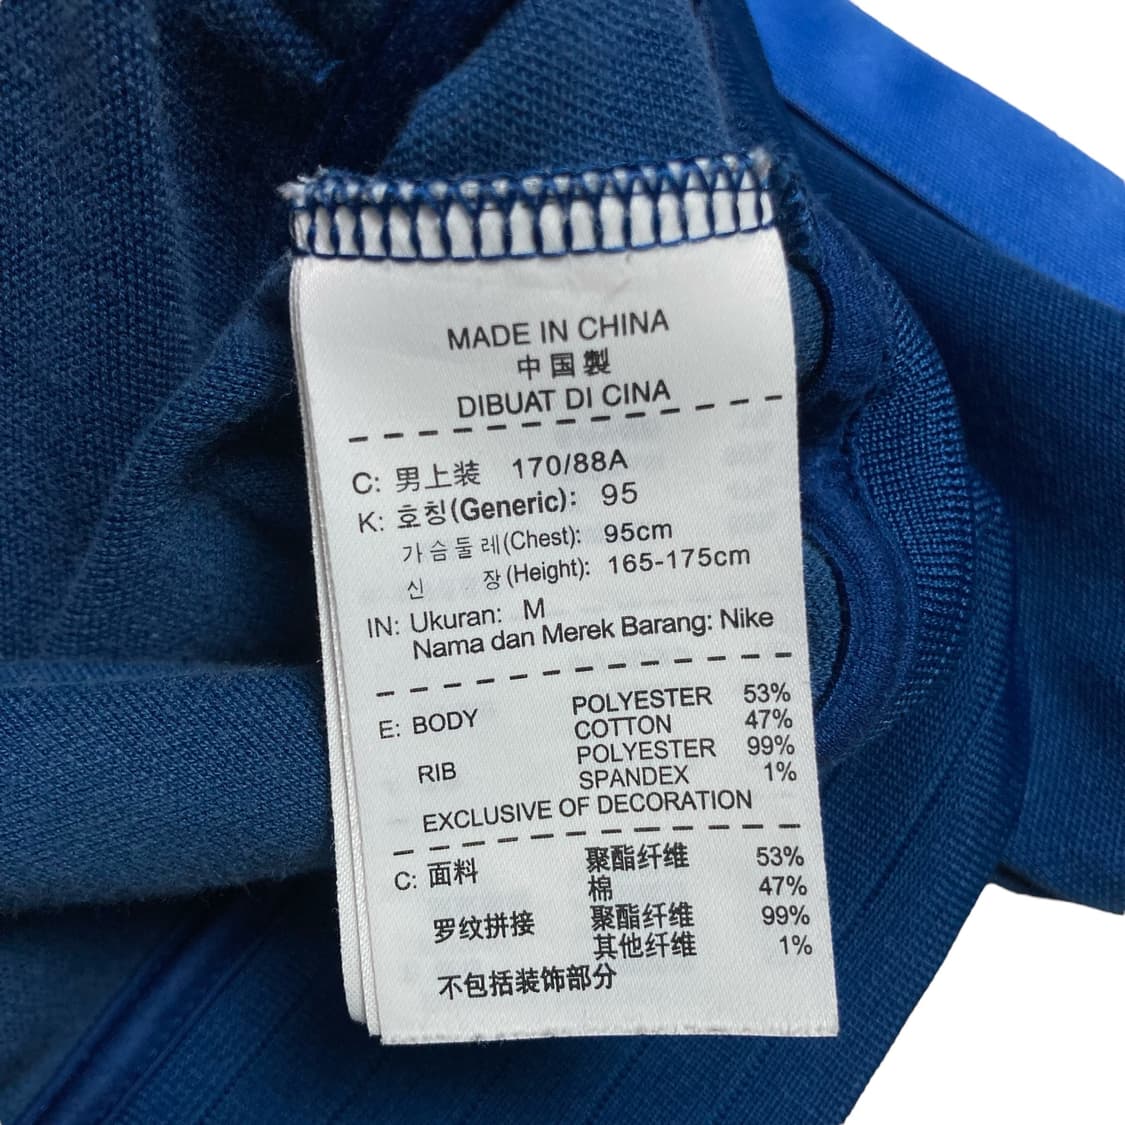 MADE IN CHINA
中国製
DIBUAT DI CINA
C: 男上装 170/88A
K: 호칭(Generic): 95
가슴둘레(Chest): 95cm
신 장(Height): 165-175cm
IN: Ukuran: M
Nama dan Merek Barang: Nike
E: BODY POLYESTER 53%
COTTON 47%
RIB POLYESTER 99%
SPANDEX 1%
EXCLUSIVE OF DECORATION
C: 面料 聚酯纤维 53%
棉 47%
罗纹拼接 聚酯纤维 99%
其他纤维 1%
不包括装饰部分